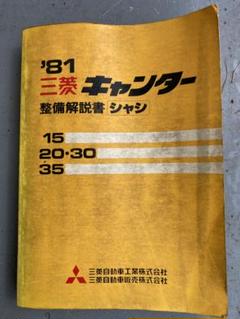 '81
三菱 キャンター
整備解説書 シャシ
15
20・30
35
三菱自動車工業株式会社
三菱自動車販売株式会社